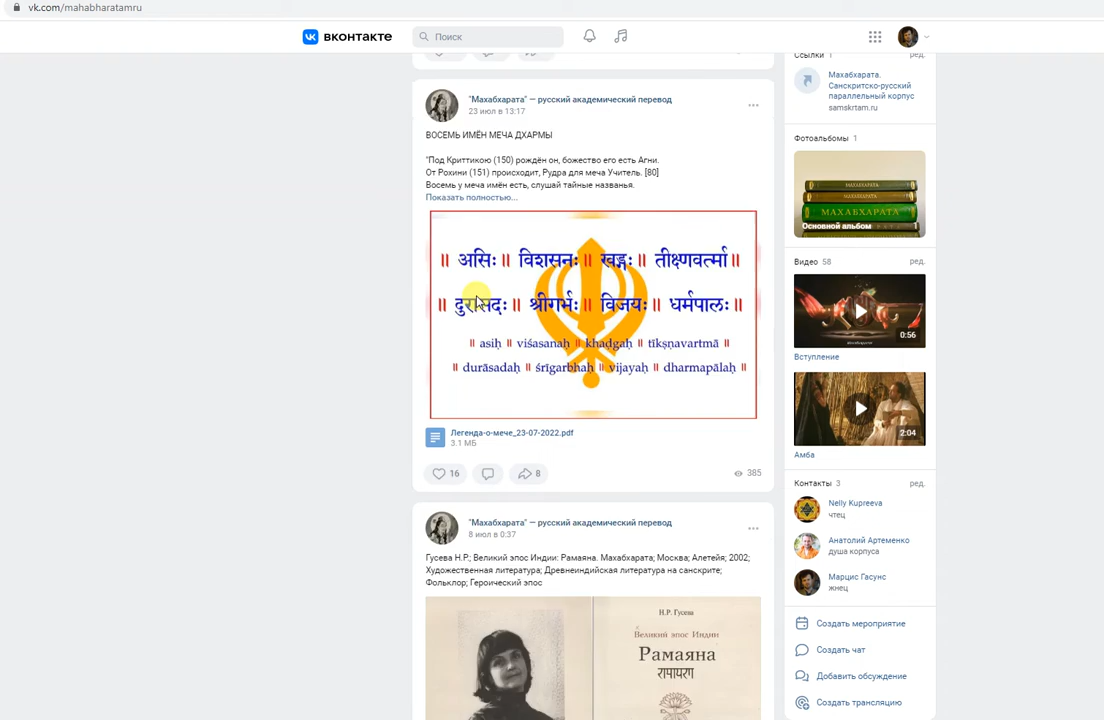 vk.com/mahabharatamru
вконтакте
Поиск
"Махабхарата" — русский академический перевод
23 июл в 13:17
ВОСЕМЬ ИМЁН МЕЧА ДХАРМЫ
"Под Криттикою (150) рождён он, божество его есть Агни.
От Рохини (151) происходит, Рудра для меча Учитель. [80]
Восемь у меча имён есть, слушай тайные названья.
Показать полностью...
॥ असिः॥ विशसनः॥ खड्गः॥ तीक्ष्णवर्त्मा॥
॥ दुरासदः॥ श्रीगर्भः॥ विजयः॥ धर्मपालः॥
॥ asiḥ ॥ viśasanaḥ ॥ khaḍgaḥ ॥ tīkṣṇavartmā ॥
॥ durāsadaḥ ॥ śrīgarbhaḥ ॥ vijayaḥ ॥ dharmapālaḥ ॥
Легенда-о-мече_23-07-2022.pdf
3.1 МБ
16
8
385
"Махабхарата" — русский академический перевод
8 июл в 0:37
Гусева Н.Р.; Великий эпос Индии: Рамаяна. Махабхарата; Москва; Алетейя; 2002;
Художественная литература; Древнеиндийская литература на санскрите;
Фольклор; Героический эпос
Н.Р. Гусева
Великий эпос Индии
Рамаяна
Ссылки 1
ред.
Махабхарата.
Санскритско-русский
параллельный корпус
samskrtam.ru
Фотоальбомы 1
МАХАБХАРАТА
МАХАБХАРАТА
МАХАБХАРАТА
Основной альбом 1
Видео 58
ред.
0:56
Вступление
2:04
Амба
Контакты 3
ред.
Nelly Kupreeva
чтец
Анатолий Артеменко
душа корпуса
Марцис Гасунс
жнец
Создать мероприятие
Создать чат
Добавить обсуждение
Создать трансляцию